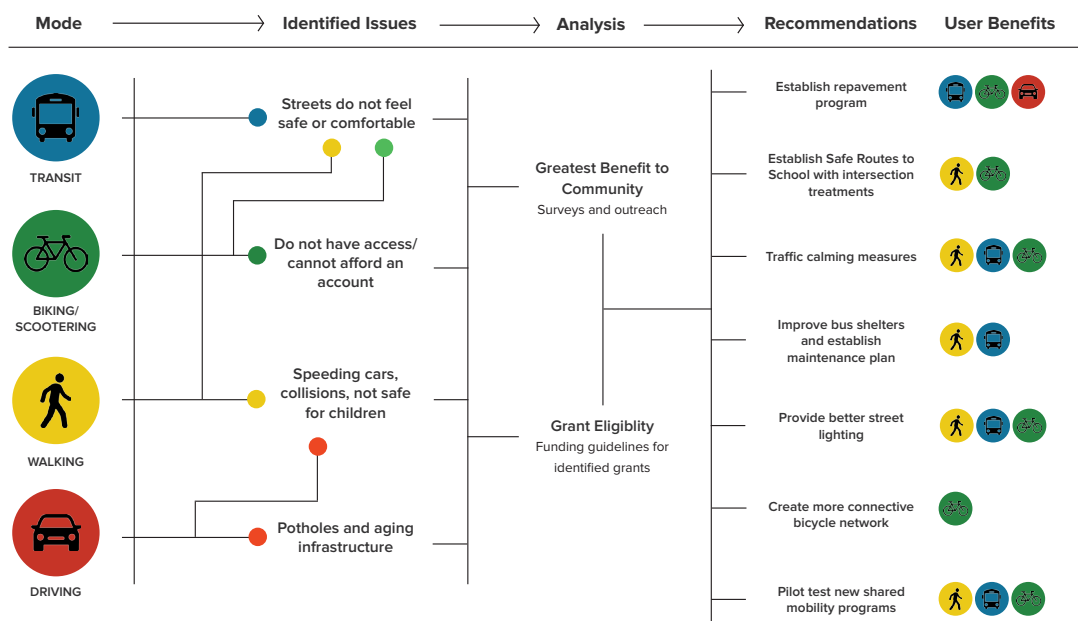 Mode
Identified Issues
Analysis
Recommendations
User Benefits
TRANSIT
BIKING/
SCOOTERING
WALKING
DRIVING
Streets do not feel
safe or comfortable
Do not have access/
cannot afford an
account
Speeding cars,
collisions, not safe
for children
Potholes and aging
infrastructure
Greatest Benefit to
Community
Surveys and outreach
Grant Eligiblity
Funding guidelines for
identified grants
Establish repavement
program
Establish Safe Routes to
School with intersection
treatments
Traffic calming measures
Improve bus shelters
and establish
maintenance plan
Provide better street
lighting
Create more connective
bicycle network
Pilot test new shared
mobility programs